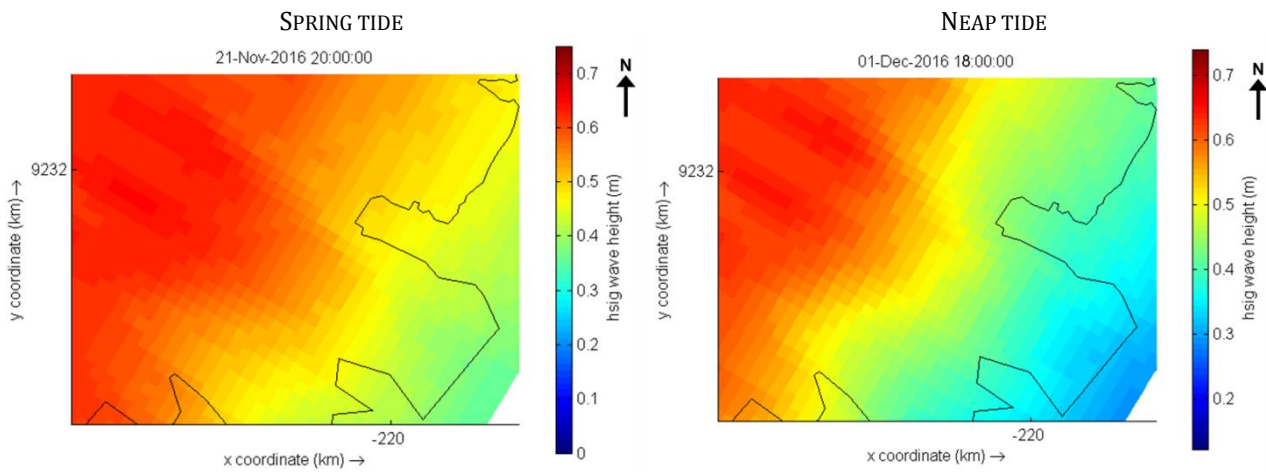 SPRING TIDE
21-Nov-2016 20:00:00
9232
y coordinate (km) →
-220
x coordinate (km) →
N
0.7
0.6
0.5
0.4
0.3
0.2
0.1
0
hsig wave height (m)
NEAP TIDE
01-Dec-2016 18:00:00
9232
y coordinate (km) →
-220
x coordinate (km) →
N
0.7
0.6
0.5
0.4
0.3
0.2
hsig wave height (m)